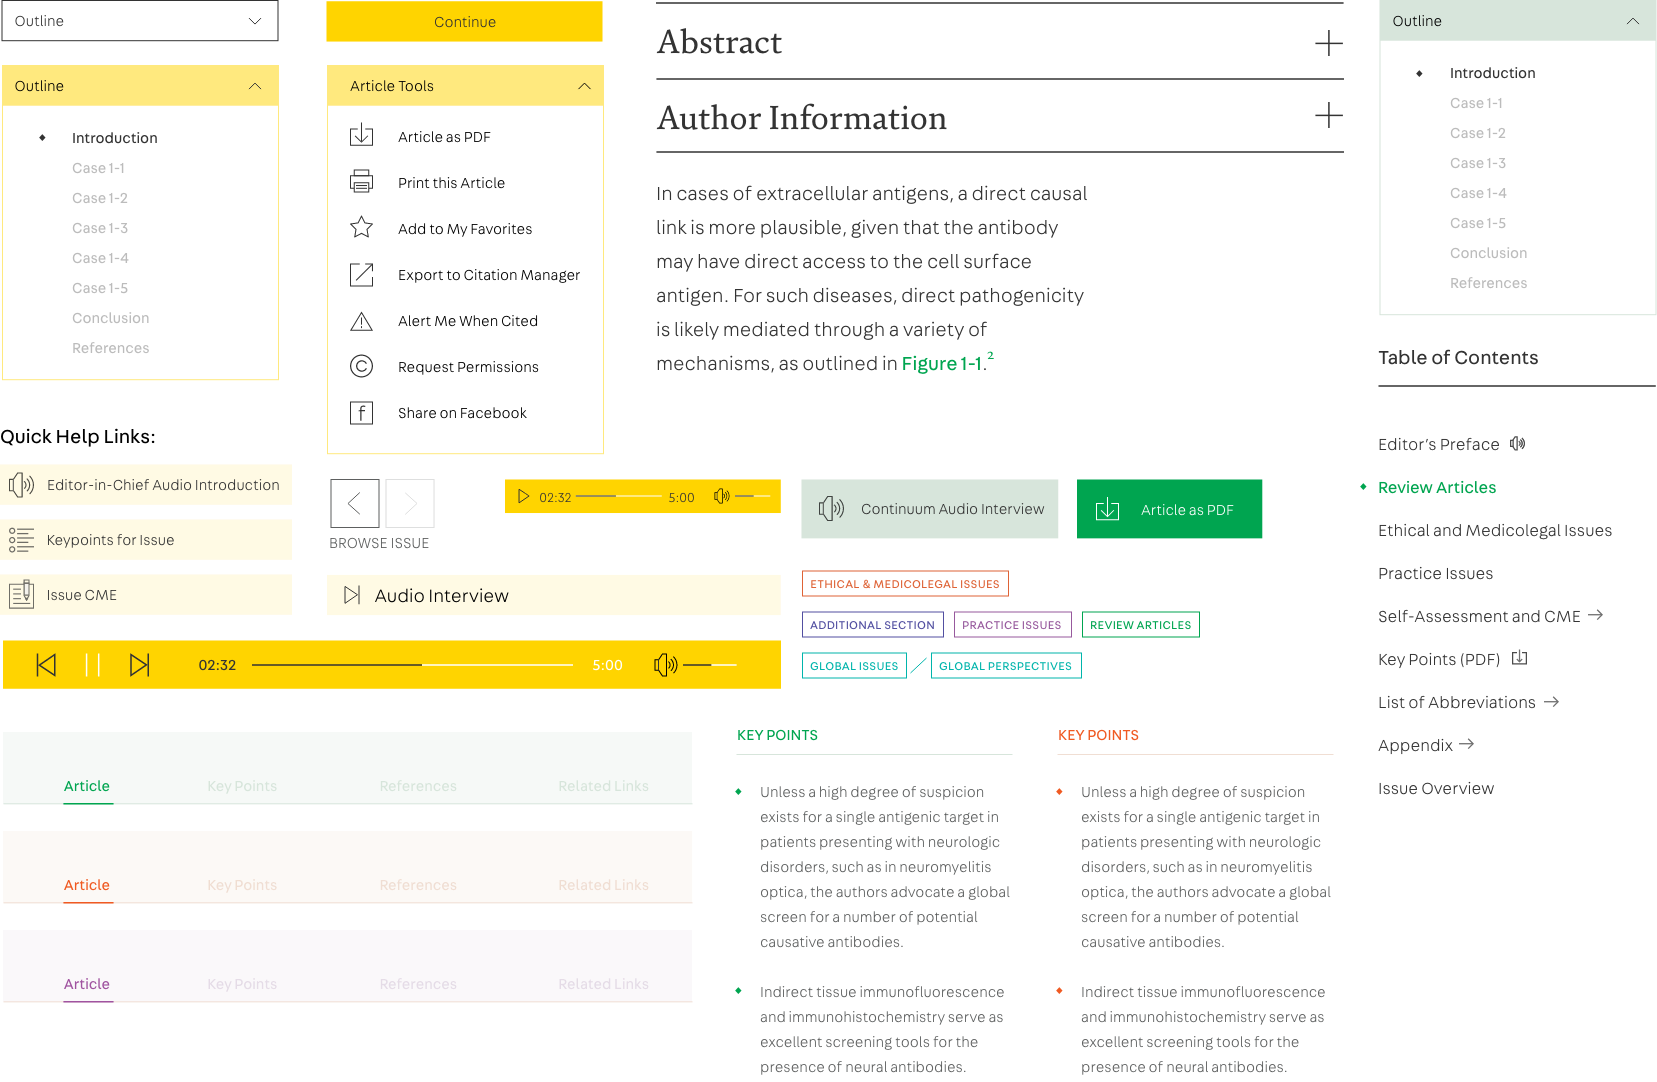 Outline
Outline
Introduction
Case 1-1
Case 1-2
Case 1-3
Case 1-4
Case 1-5
Conclusion
References
Quick Help Links:
Editor-in-Chief Audio Introduction
Keypoints for Issue
Issue CME
Continue
Article Tools
Article as PDF
Print this Article
Add to My Favorites
Export to Citation Manager
Alert Me When Cited
Request Permissions
f Share on Facebook
BROWSE ISSUE
02:32 5:00
Audio Interview
02:32 5:00
Abstract
Author Information
In cases of extracellular antigens, a direct causal
link is more plausible, given that the antibody
may have direct access to the cell surface
antigen. For such diseases, direct pathogenicity
is likely mediated through a variety of
mechanisms, as outlined in Figure 1-1.2
Continuum Audio Interview
Article as PDF
ETHICAL & MEDICOLEGAL ISSUES
ADDITIONAL SECTION PRACTICE ISSUES REVIEW ARTICLES
GLOBAL ISSUES / GLOBAL PERSPECTIVES
Outline
Introduction
Case 1-1
Case 1-2
Case 1-3
Case 1-4
Case 1-5
Conclusion
References
Table of Contents
Editor's Preface
Review Articles
Ethical and Medicolegal Issues
Practice Issues
Self-Assessment and CME →
Key Points (PDF)
List of Abbreviations →
Appendix →
Issue Overview
Article Key Points References Related Links
Article Key Points References Related Links
Article Key Points References Related Links
KEY POINTS
Unless a high degree of suspicion
exists for a single antigenic target in
patients presenting with neurologic
disorders, such as in neuromyelitis
optica, the authors advocate a global
screen for a number of potential
causative antibodies.
Indirect tissue immunofluorescence
and immunohistochemistry serve as
excellent screening tools for the
presence of neural antibodies.
KEY POINTS
Unless a high degree of suspicion
exists for a single antigenic target in
patients presenting with neurologic
disorders, such as in neuromyelitis
optica, the authors advocate a global
screen for a number of potential
causative antibodies.
Indirect tissue immunofluorescence
and immunohistochemistry serve as
excellent screening tools for the
presence of neural antibodies.